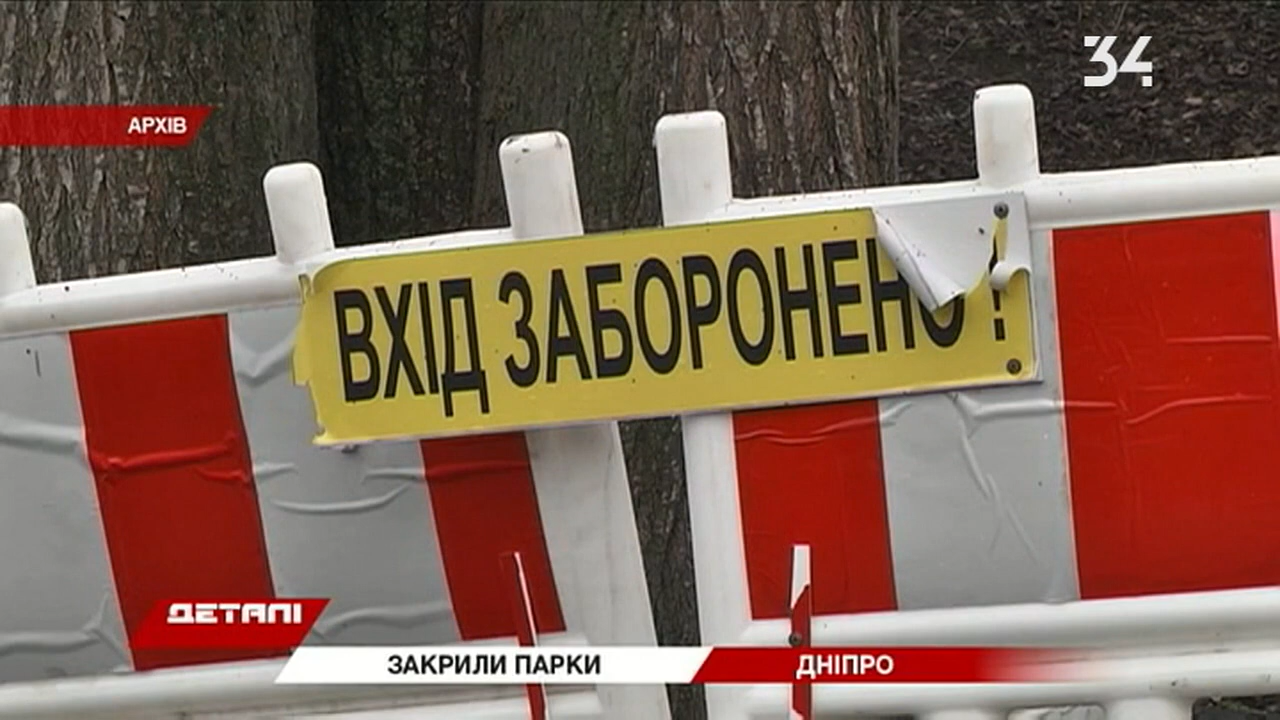 34
АРХІВ
ВХІД ЗАБОРОНЕНО !
ДЕТАЛІ
ЗАКРИЛИ ПАРКИ
ДНІПРО